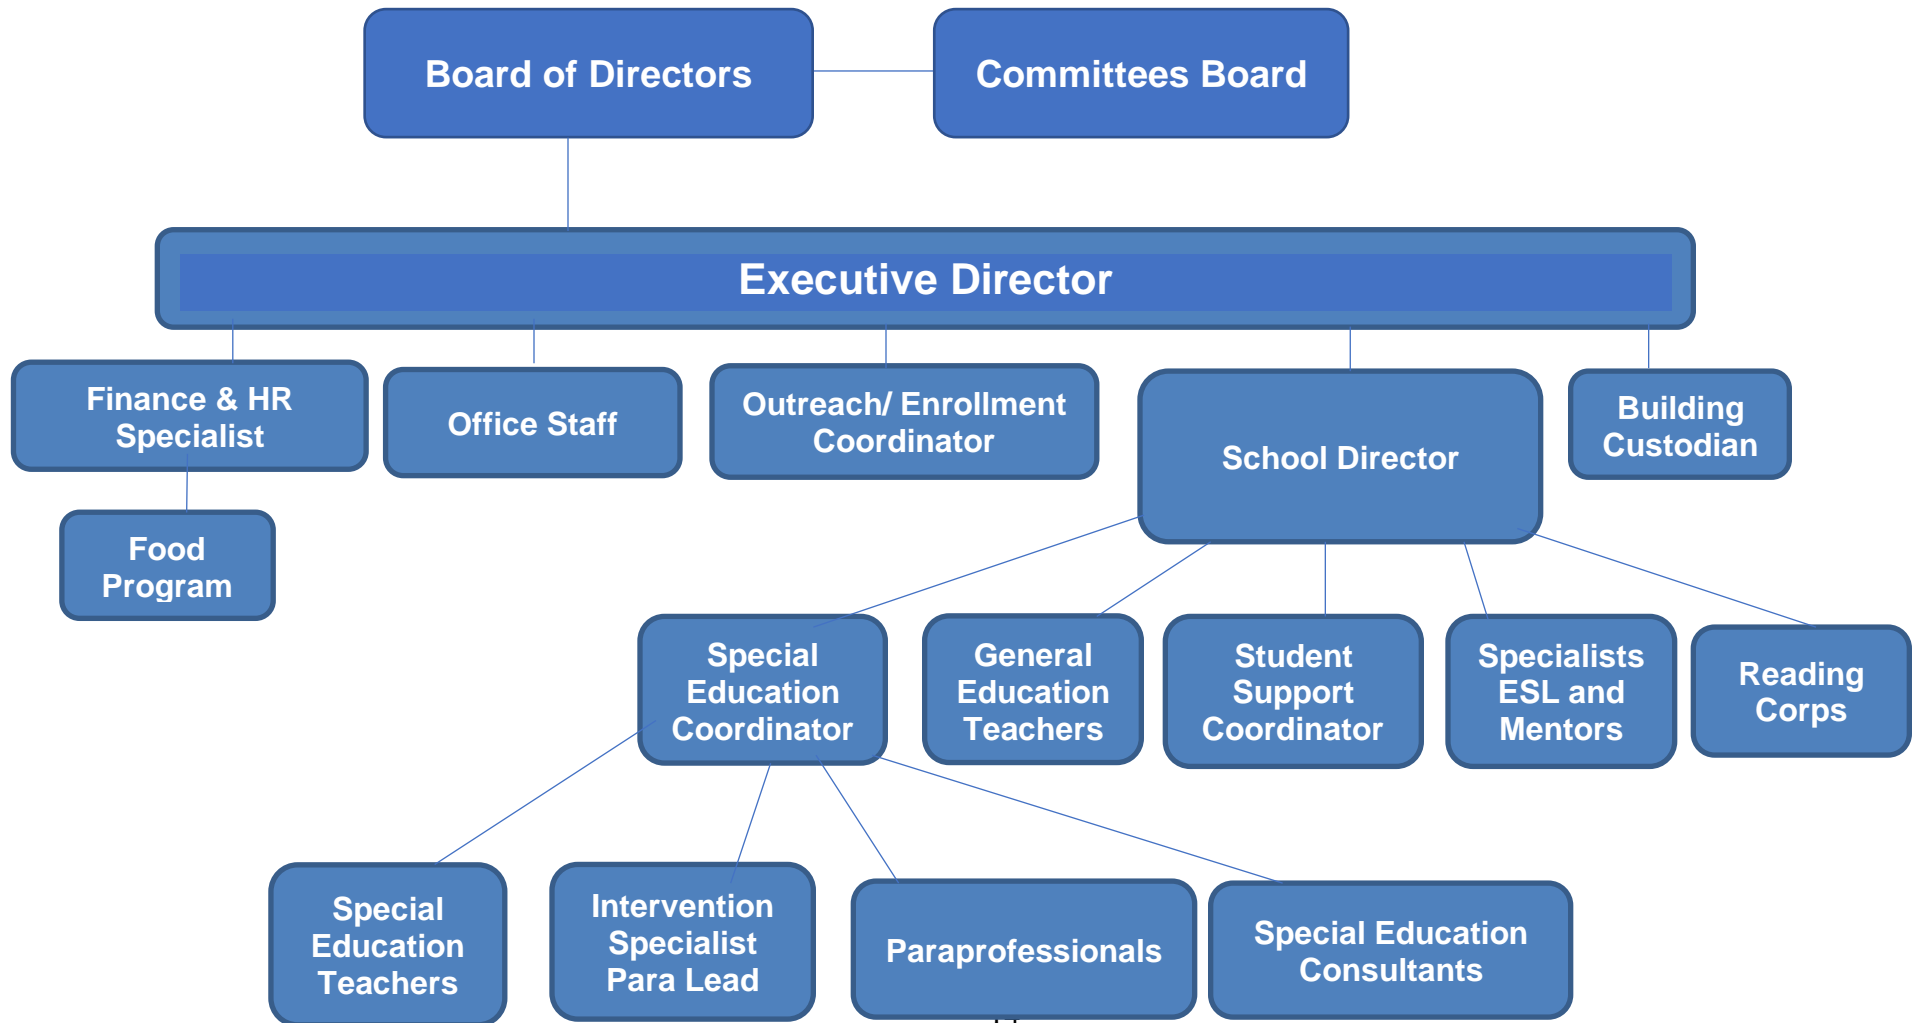 Board of Directors
Committees Board
Executive Director
Finance & HR
Specialist
Office Staff
Outreach/ Enrollment
Coordinator
School Director
Building
Custodian
Food
Program
Special
Education
Coordinator
General
Education
Teachers
Student
Support
Coordinator
Specialists
ESL and
Mentors
Reading
Corps
Special
Education
Teachers
Intervention
Specialist
Para Lead
Paraprofessionals
Special Education
Consultants